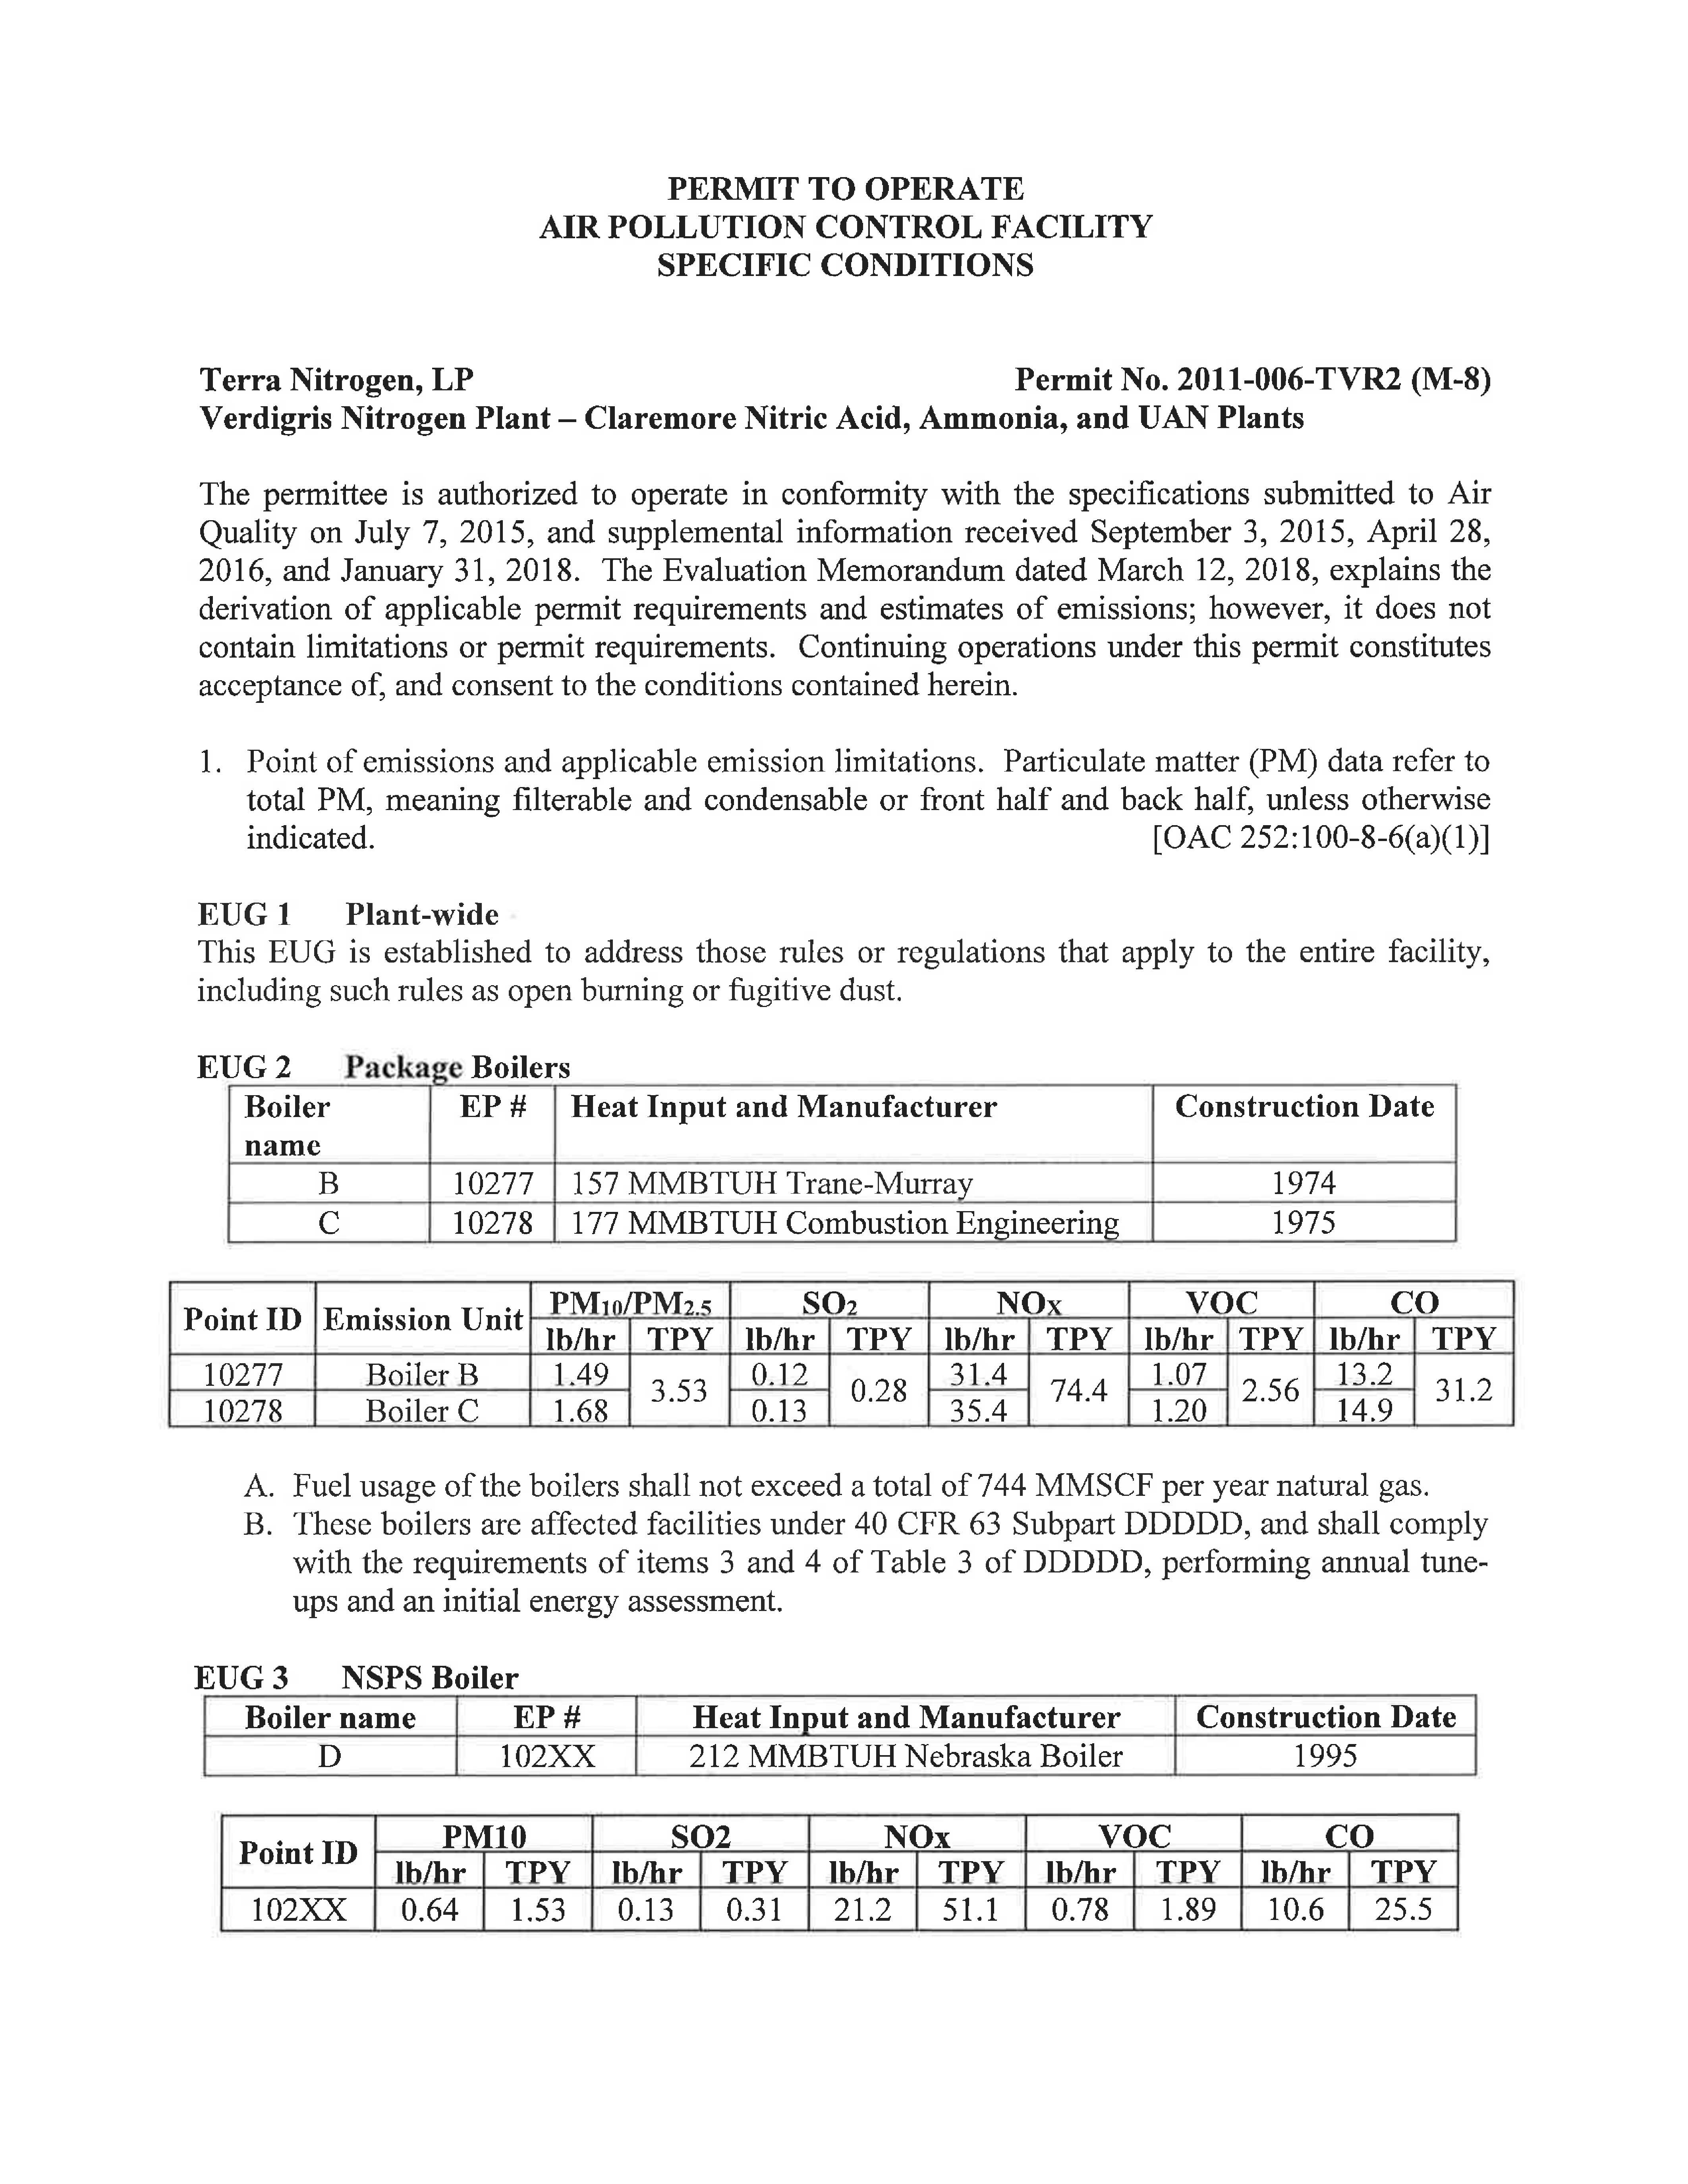 PERMIT TO OPERATE
AIR POLLUTION CONTROL FACILITY
SPECIFIC CONDITIONS
Terra Nitrogen, LP Permit No. 2011-006-TVR2 (M-8)
Verdigris Nitrogen Plant – Claremore Nitric Acid, Ammonia, and UAN Plants
The permittee is authorized to operate in conformity with the specifications submitted to Air
Quality on July 7, 2015, and supplemental information received September 3, 2015, April 28,
2016, and January 31, 2018. The Evaluation Memorandum dated March 12, 2018, explains the
derivation of applicable permit requirements and estimates of emissions; however, it does not
contain limitations or permit requirements. Continuing operations under this permit constitutes
acceptance of, and consent to the conditions contained herein.
1. Point of emissions and applicable emission limitations. Particulate matter (PM) data refer to
total PM, meaning filterable and condensable or front half and back half, unless otherwise
indicated. [OAC 252:100-8-6(a)(1)]
EUG 1 Plant-wide
This EUG is established to address those rules or regulations that apply to the entire facility,
including such rules as open burning or fugitive dust.
EUG 2 Package Boilers
Boiler EP # Heat Input and Manufacturer Construction Date
name
B 10277 157 MMBTUH Trane-Murray 1974
C 10278 177 MMBTUH Combustion Engineering 1975
Point ID Emission Unit PM10/PM2.5 SO2 NOx VOC CO
lb/hr TPY lb/hr TPY lb/hr TPY lb/hr TPY lb/hr TPY
10277 Boiler B 1.49 3.53 0.12 0.28 31.4 74.4 1.07 2.56 13.2 31.2
10278 Boiler C 1.68 0.13 35.4 1.20 14.9
A. Fuel usage of the boilers shall not exceed a total of 744 MMSCF per year natural gas.
B. These boilers are affected facilities under 40 CFR 63 Subpart DDDDD, and shall comply
with the requirements of items 3 and 4 of Table 3 of DDDDD, performing annual tune-
ups and an initial energy assessment.
EUG 3 NSPS Boiler
Boiler name EP # Heat Input and Manufacturer Construction Date
D 102XX 212 MMBTUH Nebraska Boiler 1995
Point ID PM10 SO2 NOx VOC CO
lb/hr TPY lb/hr TPY lb/hr TPY lb/hr TPY lb/hr TPY
102XX 0.64 1.53 0.13 0.31 21.2 51.1 0.78 1.89 10.6 25.5